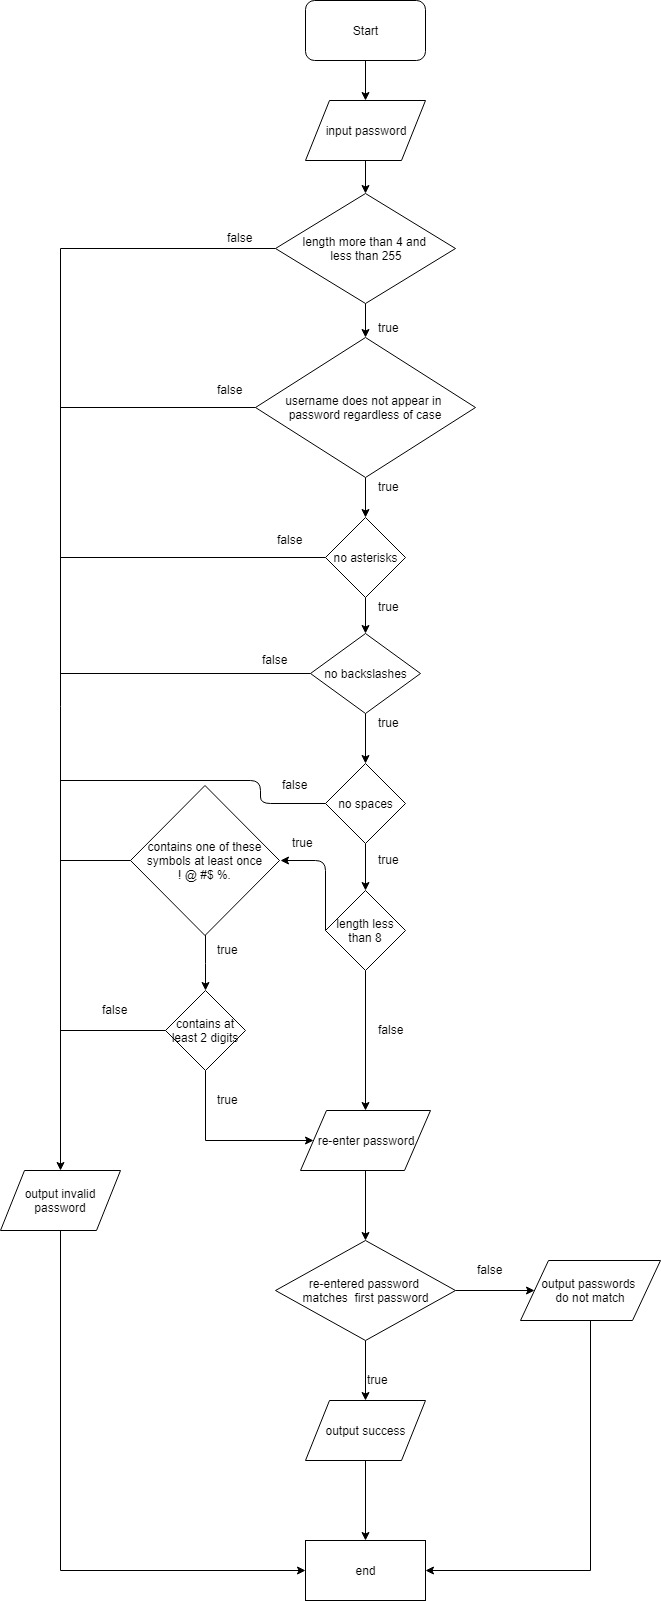 Start
input password
length more than 4 and
less than 255
false
true
username does not appear in
password regardless of case
false
true
no asterisks
false
true
no backslashes
false
true
no spaces
false
true
contains one of these
symbols at least once
! @ #$ %.
true
length less
than 8
true
false
contains at
least 2 digits
false
true
re-enter password
output invalid
password
re-entered password
matches  first password
false
output passwords
do not match
true
output success
end